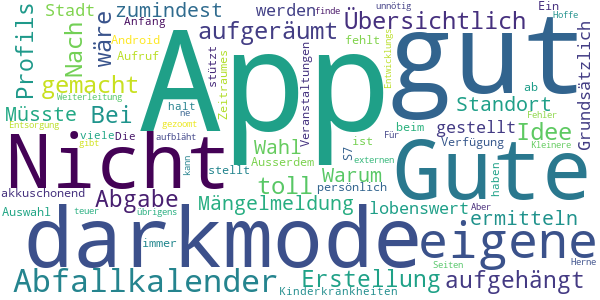 Stadt zumindest Anfang Ein finde unnötig
Profils Nach wäre werden Übersichtlich
aufgeräumt Android Aufruf fehlt Hoffe
App gut
gemacht stützt Zeitraumes Veranstaltungen Entwicklungs Grundsätzlich
Weiterleitung halt ne Standort ab
Müsste Bei viele Die gezoomt gestellt Idee Fehler
Entsorgung gibt Wahl ist beim Für Verfügung Kleinere
Nicht aufbläht kann stellt Ausserdem S7 externen Gute
toll Warum persönlich haben
akkuschonend Abgabe Mängelmeldung lobenswert ermitteln
Auswahl teuer übrigens Aber
darkmode eigene
immer Seiten Herne
Abfallkalender Erstellung aufgehängt
Kinderkrankheiten